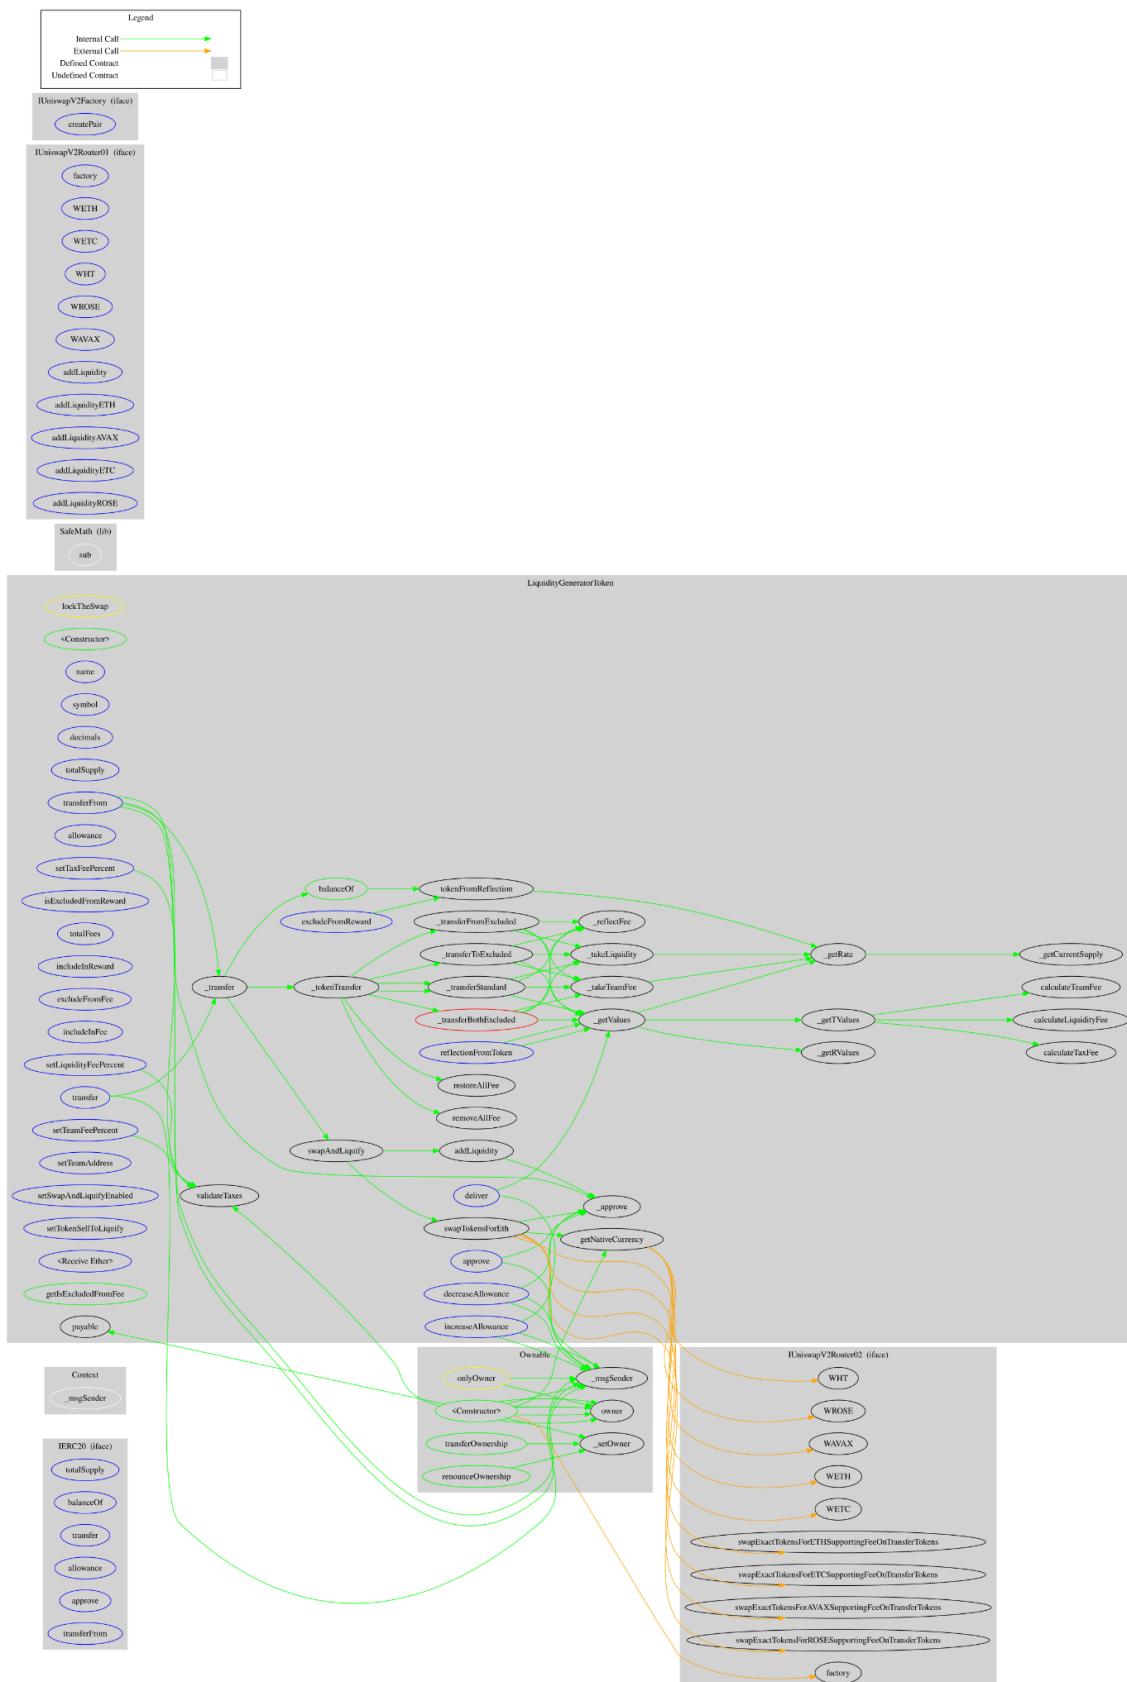 Legend
Internal Call
External Call
Defined Contract
Undefined Contract
IUniswapV2Factory (iface)
createPair
IUniswapV2Router01 (iface)
factory
WETH
WETC
WHT
WROSE
WAVAX
addLiquidity
addLiquidityETH
addLiquidityAVAX
addLiquidityETC
addLiquidityROSE
SafeMath (lib)
sub
LiquidityGeneratorToken
lockTheSwap
<Constructor>
name
symbol
decimals
totalSupply
transferFrom
allowance
setTaxFeePercent
isExcludedFromReward
totalFees
includeInReward
excludeFromFee
includeInFee
setLiquidityFeePercent
transfer
setTeamFeePercent
setTeamAddress
setSwapAndLiquifyEnabled
setTokenSellToLiquify
<Receive Ether>
getIsExcludedFromFee
payable
_transfer
validateTaxes
balanceOf
excludeFromReward
_tokenTransfer
swapAndLiquify
tokenFromReflection
_transferFromExcluded
_transferToExcluded
_transferStandard
_transferBothExcluded
reflectionFromToken
restoreAllFee
removeAllFee
addLiquidity
deliver
swapTokensForEth
approve
decreaseAllowance
increaseAllowance
_reflectFee
_takeLiquidity
_takeTeamFee
_getValues
_approve
getNativeCurrency
_getRate
_getTValues
_getRValues
_getCurrentSupply
calculateTeamFee
calculateLiquidityFee
calculateTaxFee
Ownable
onlyOwner
<Constructor>
transferOwnership
renounceOwnership
_msgSender
owner
_setOwner
IUniswapV2Router02 (iface)
WHT
WROSE
WAVAX
WETH
WETC
swapExactTokensForETHSupportingFeeOnTransferTokens
swapExactTokensForETCSupportingFeeOnTransferTokens
swapExactTokensForAVAXSupportingFeeOnTransferTokens
swapExactTokensForROSESupportingFeeOnTransferTokens
factory
Context
_msgSender
IERC20 (iface)
totalSupply
balanceOf
transfer
allowance
approve
transferFrom